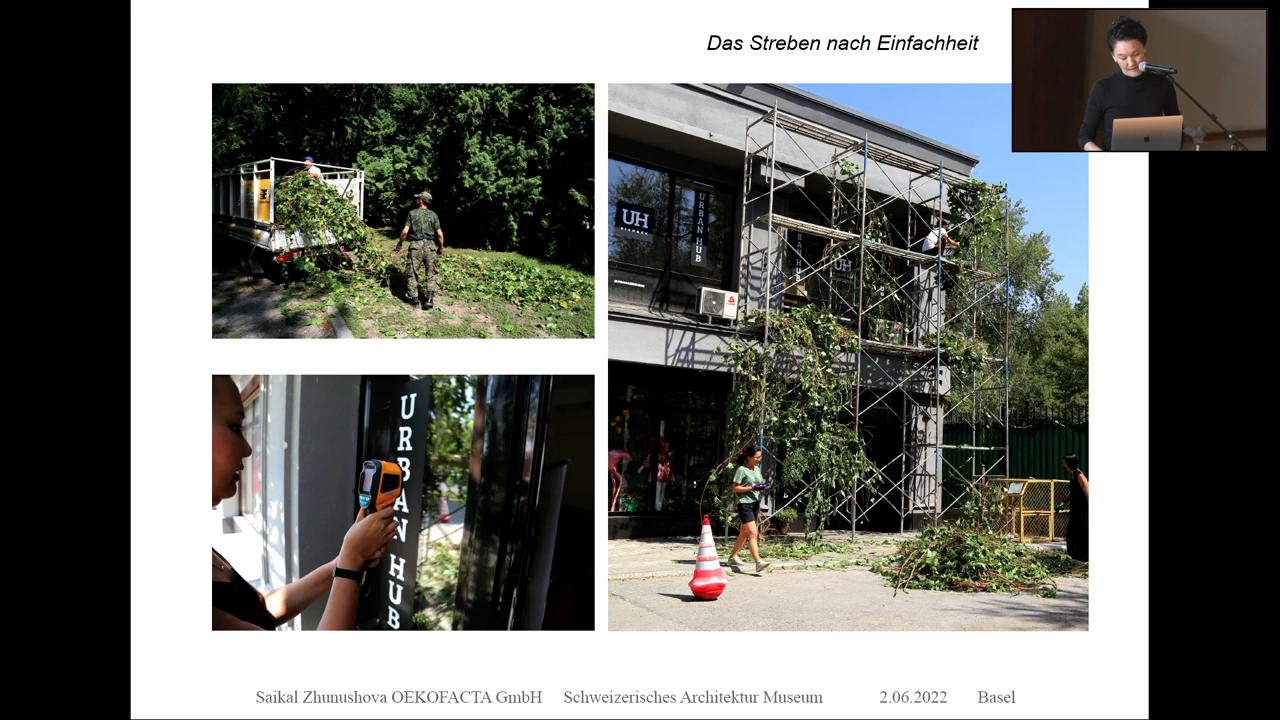 Das Streben nach Einfachheit
UH
URBAN HUB
UH
URBAN HUB
Saikal Zhunushova OEKOFACTA GmbH Schweizerisches Architektur Museum 2.06.2022 Basel